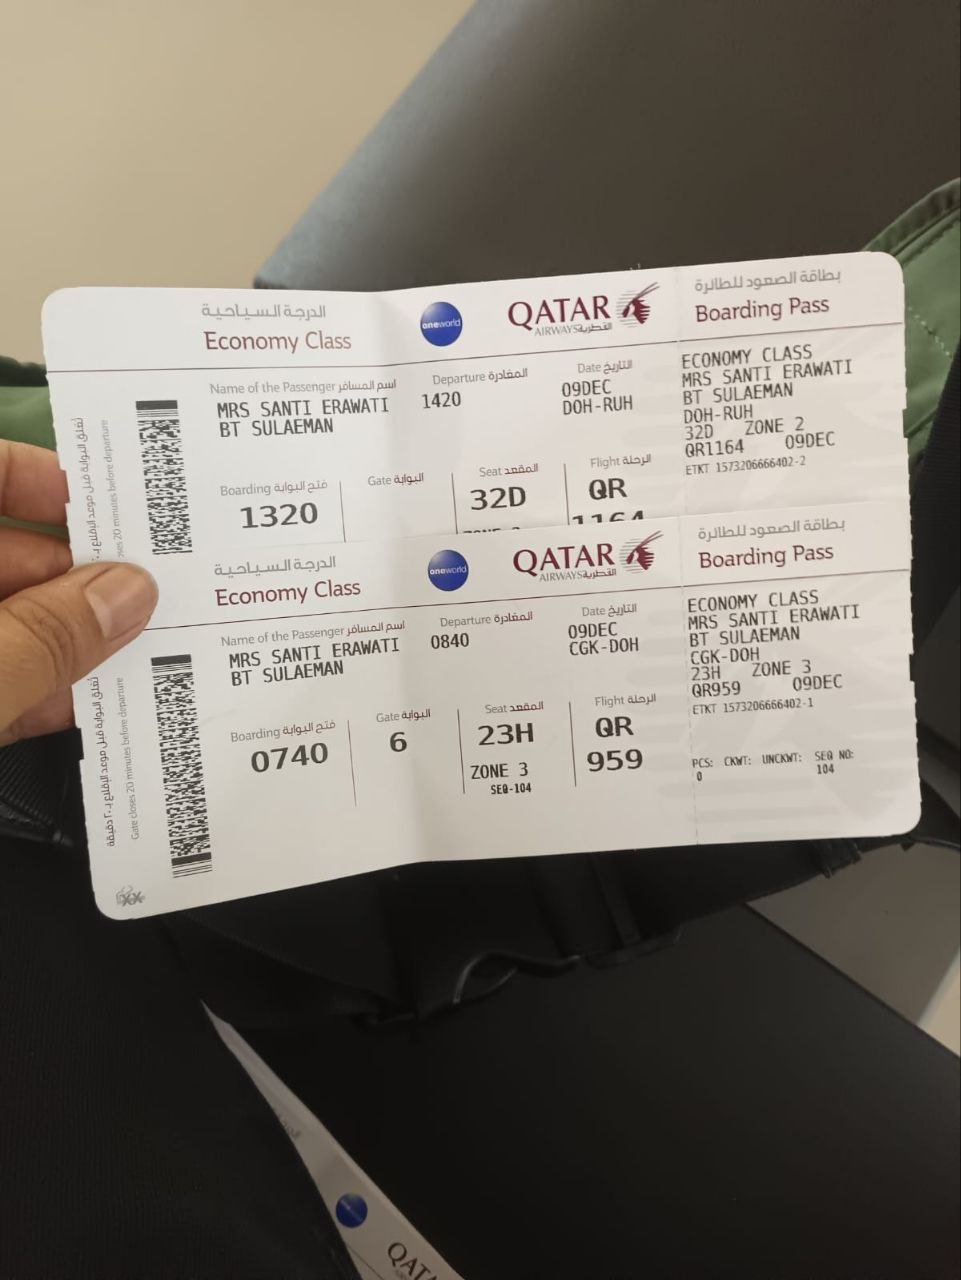 الدرجة السياحية
Economy Class
oneworld
QATAR
AIRWAYS القطرية
بطاقة الصعود للطائرة
Boarding Pass
Name of the Passenger اسم المسافر
MRS SANTI ERAWATI
BT SULAEMAN
Departure المغادرة
1420
Date التاريخ
09DEC
DOH-RUH
Boarding فتح البوابة
1320
Gate البوابة
Seat المقعد
32D
Flight الرحلة
QR
1164
ECONOMY CLASS
MRS SANTI ERAWATI
BT SULAEMAN
DOH-RUH
32D ZONE 2
QR1164 09DEC
ETKT 1573206666402-2
تغلق البوابة قبل موعد الإقلاع بـ
20 minutes before departure
الدرجة السياحية
Economy Class
oneworld
QATAR
AIRWAYS القطرية
بطاقة الصعود للطائرة
Boarding Pass
Name of the Passenger اسم المسافر
MRS SANTI ERAWATI
BT SULAEMAN
Departure المغادرة
0840
Date التاريخ
09DEC
CGK-DOH
Boarding فتح البوابة
0740
Gate البوابة
6
Seat المقعد
23H
ZONE 3
SEQ-104
Flight الرحلة
QR
959
ECONOMY CLASS
MRS SANTI ERAWATI
BT SULAEMAN
CGK-DOH
23H ZONE 3
QR959 09DEC
ETKT 1573206666402-1
PCS: CKWT: UNCKWT: SEQ NO:
0 104
تغلق البوابة قبل موعد الإقلاع بـ ٢٠ دقيقة
Gate closes 20 minutes before departure
oneworld